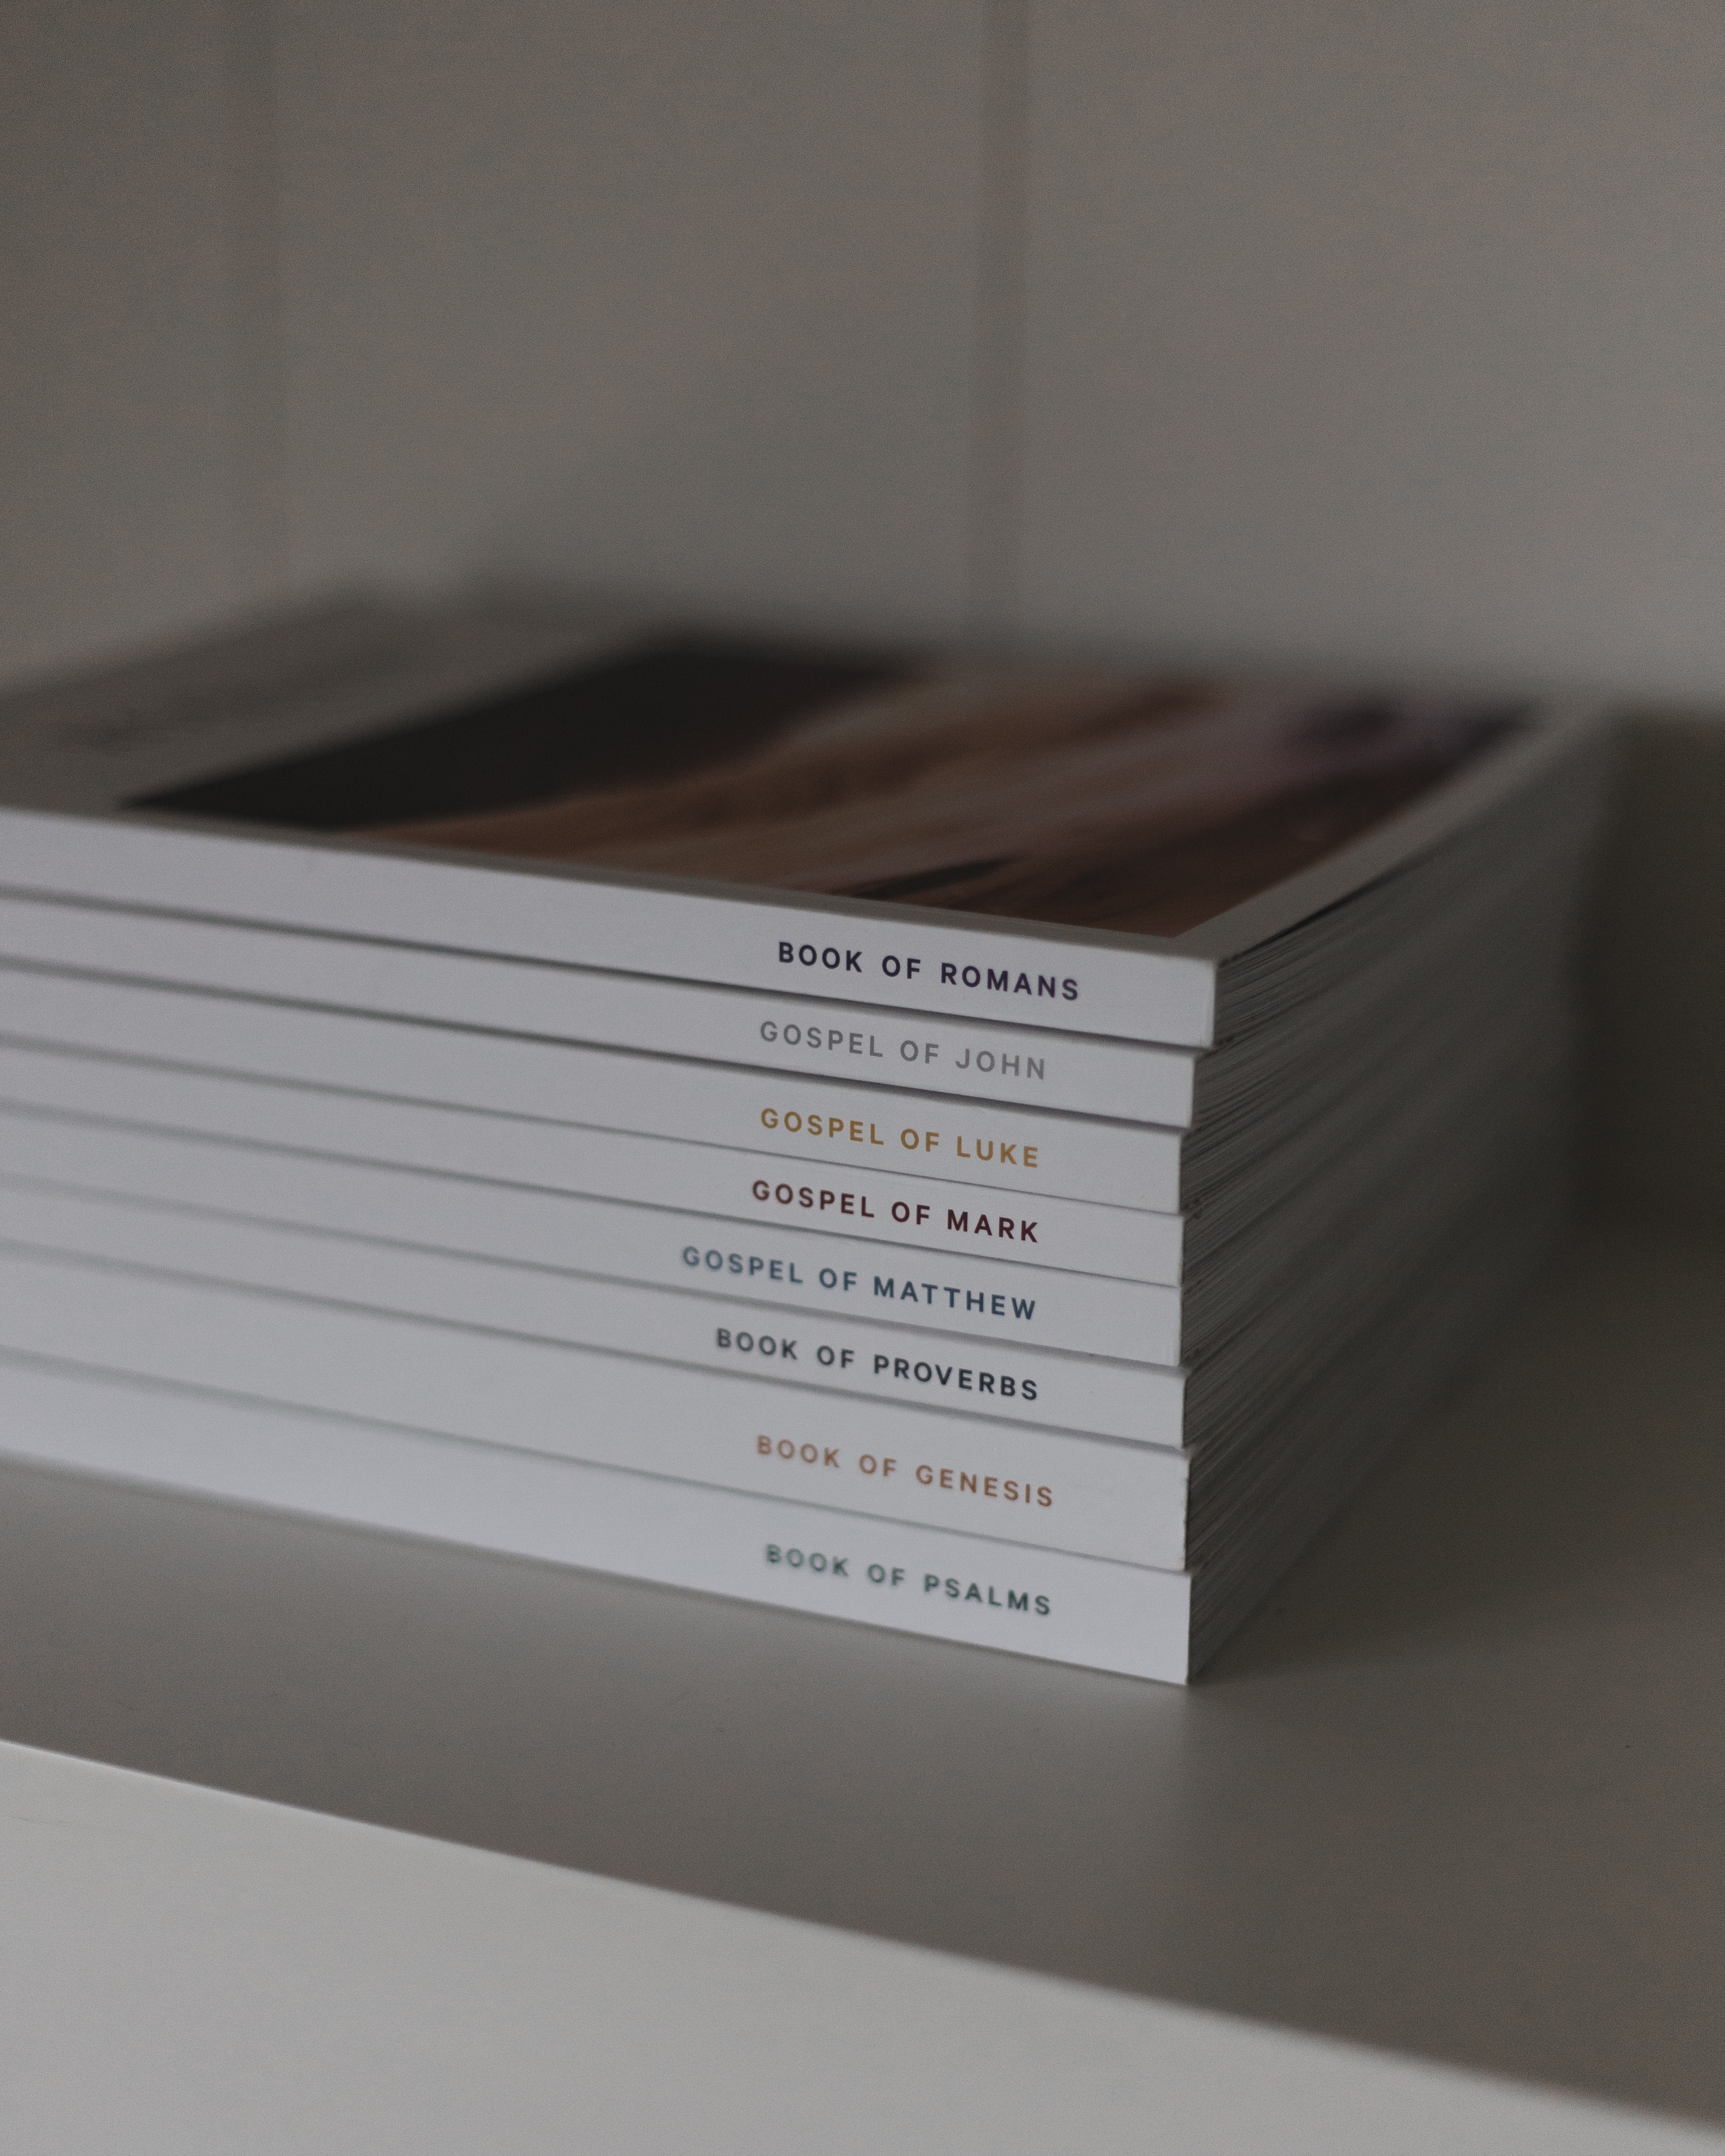 BOOK OF ROMANS
GOSPEL OF JOHN
GOSPEL OF LUKE
GOSPEL OF MARK
GOSPEL OF MATTHEW
BOOK OF PROVERBS
BOOK OF GENESIS
BOOK OF PSALMS